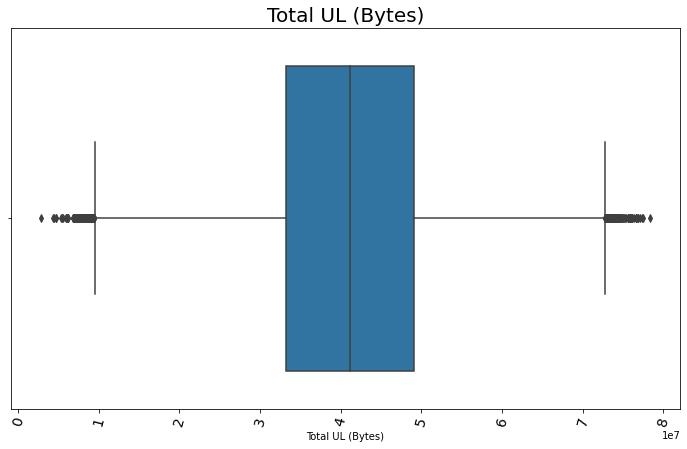 Total UL (Bytes)
0 1 2 3 4 5 6 7 8
Total UL (Bytes)
1e7